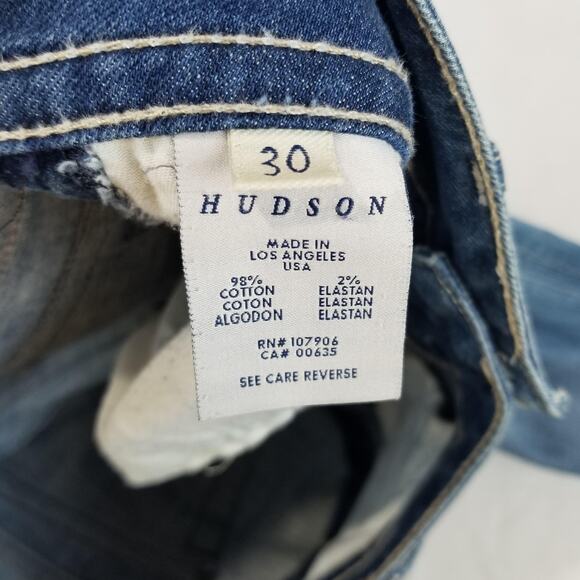 30
HUDSON
MADE IN
LOS ANGELES
USA
98% 2%
COTTON ELASTAN
COTON ELASTAN
ALGODON ELASTAN
RN# 107906
CA# 00635
SEE CARE REVERSE